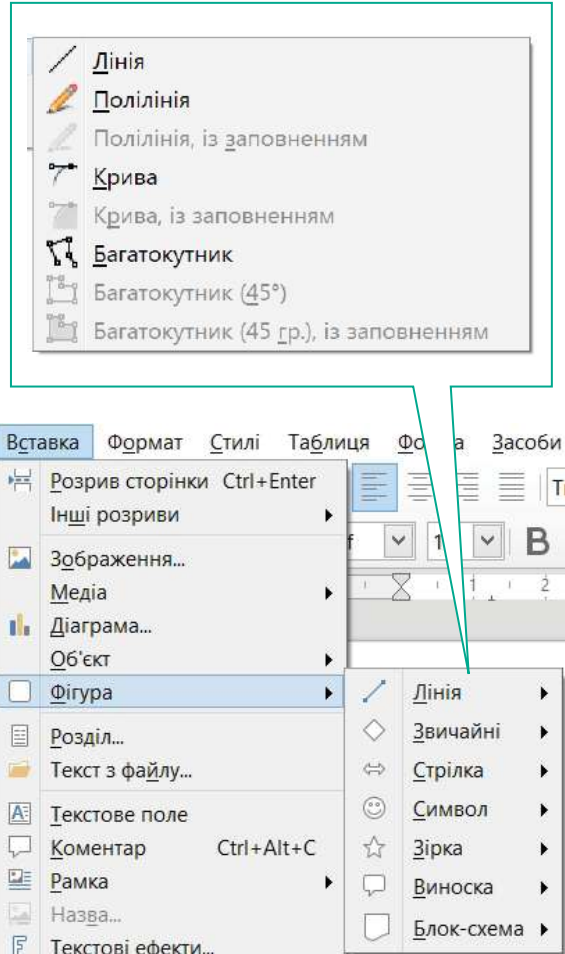 Лінія
Полілінія
Полілінія, із заповненням
Крива
Крива, із заповненням
Багатокутник
Багатокутник (45°)
Багатокутник (45 гр.), із заповненням
Вставка Формат Стилі Таблиця Засоби
Розрив сторінки Ctrl+Enter
Інші розриви
Зображення...
Медіа
Діаграма...
Об'єкт
Фігура
Розділ...
Текст з файлу...
Текстове поле
Коментар Ctrl+Alt+C
Рамка
Назва...
Текстові ефекти...
B
1 2
Лінія
Звичайні
Стрілка
Символ
Зірка
Виноска
Блок-схема